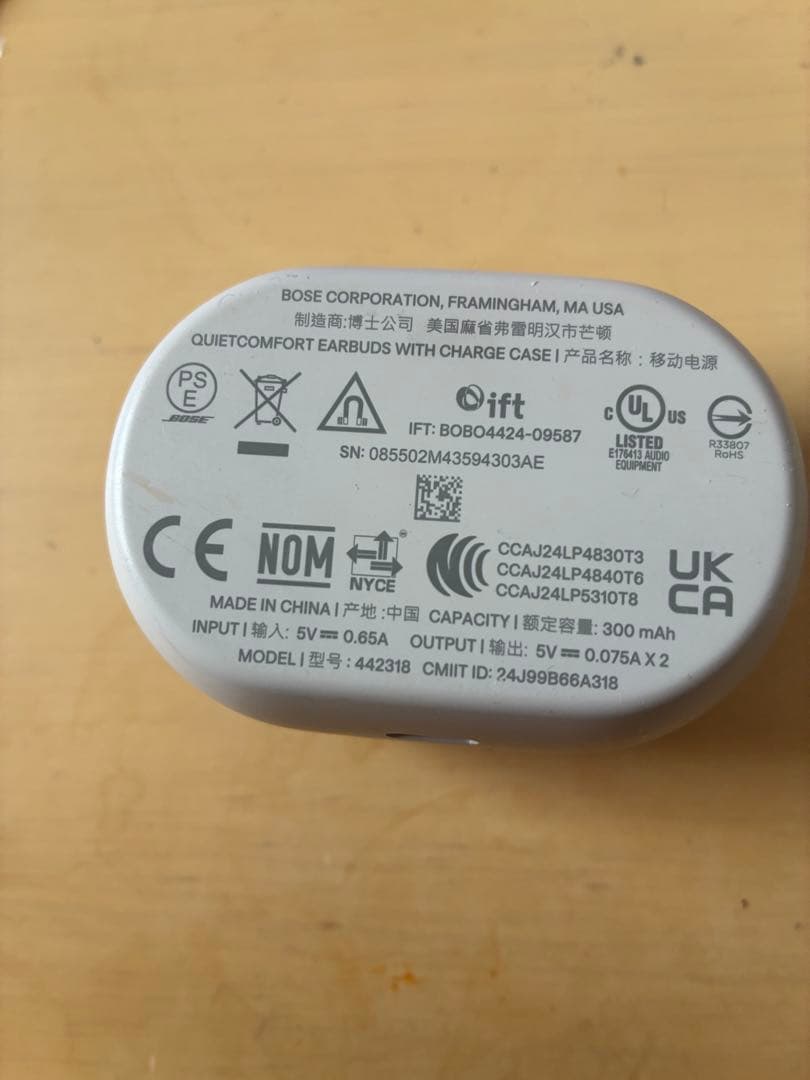 BOSE CORPORATION, FRAMINGHAM, MA USA
制造商:博士公司 美国麻省弗雷明汉市芒顿
QUIETCOMFORT EARBUDS WITH CHARGE CASE | 产品名称：移动电源
PS
E
BOSE
ift
IFT: BOBO4424-09587
C UL US
LISTED
E176413 AUDIO
EQUIPMENT
R33807
RoHS
SN: 085502M43594303AE
CE
NOM
NYCE
CCAJ24LP4830T3
CCAJ24LP4840T6
CCAJ24LP5310T8
UK
CA
MADE IN CHINA | 产地 :中国 CAPACITY | 额定容量: 300 mAh
INPUT | 输入: 5V⎓ 0.65A OUTPUT | 输出: 5V ⎓ 0.075A X 2
MODEL | 型号 : 442318 CMIIT ID: 24J99B66A318